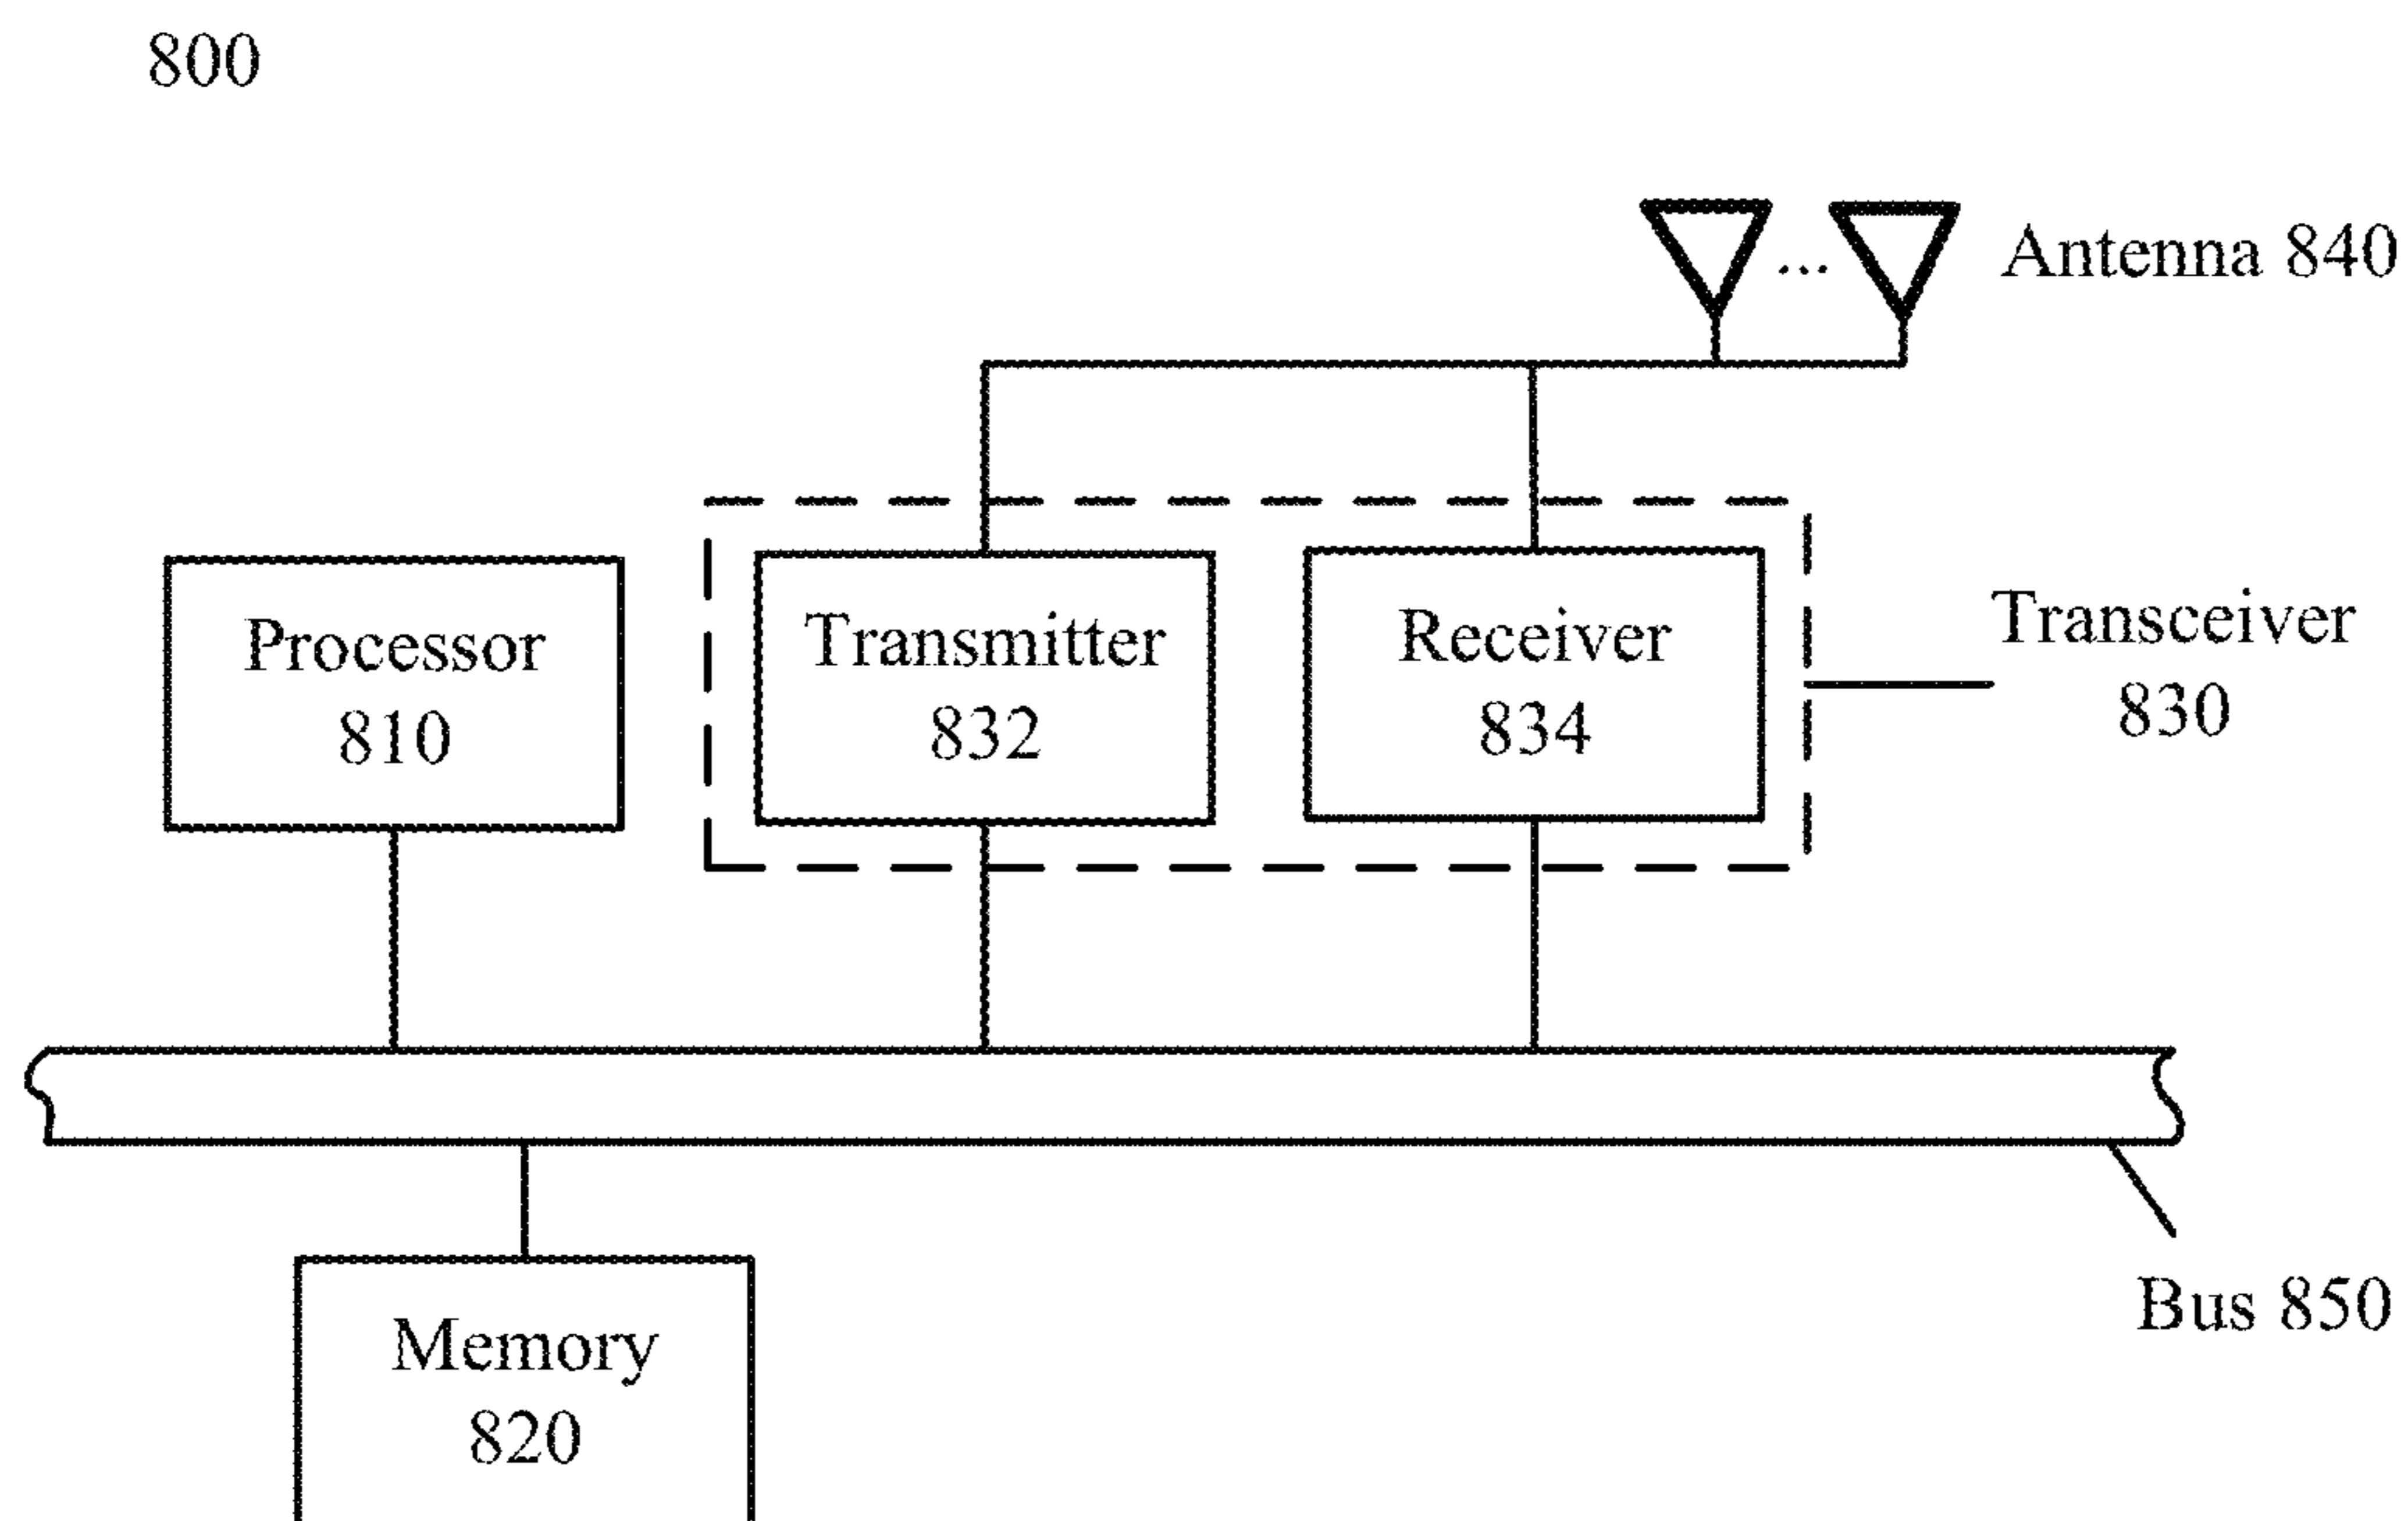 800
...
Antenna 840
Processor
810
Transmitter
832
Receiver
834
Transceiver
830
Bus 850
Memory
820